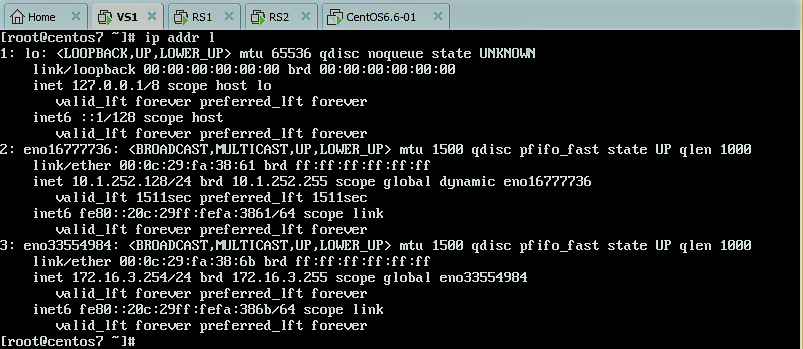 Home VS1 RS1 RS2 CentOS6.6-01
[root@centos7 ~]# ip addr l
1: lo: <LOOPBACK,UP,LOWER_UP> mtu 65536 qdisc noqueue state UNKNOWN
    link/loopback 00:00:00:00:00:00 brd 00:00:00:00:00:00
    inet 127.0.0.1/8 scope host lo
       valid_lft forever preferred_lft forever
    inet6 ::1/128 scope host
       valid_lft forever preferred_lft forever
2: eno16777736: <BROADCAST,MULTICAST,UP,LOWER_UP> mtu 1500 qdisc pfifo_fast state UP qlen 1000
    link/ether 00:0c:29:fa:38:61 brd ff:ff:ff:ff:ff:ff
    inet 10.1.252.128/24 brd 10.1.252.255 scope global dynamic eno16777736
       valid_lft 1511sec preferred_lft 1511sec
    inet6 fe80::20c:29ff:fefa:3861/64 scope link
       valid_lft forever preferred_lft forever
3: eno33554984: <BROADCAST,MULTICAST,UP,LOWER_UP> mtu 1500 qdisc pfifo_fast state UP qlen 1000
    link/ether 00:0c:29:fa:38:6b brd ff:ff:ff:ff:ff:ff
    inet 172.16.3.254/24 brd 172.16.3.255 scope global eno33554984
       valid_lft forever preferred_lft forever
    inet6 fe80::20c:29ff:fefa:386b/64 scope link
       valid_lft forever preferred_lft forever
[root@centos7 ~]#